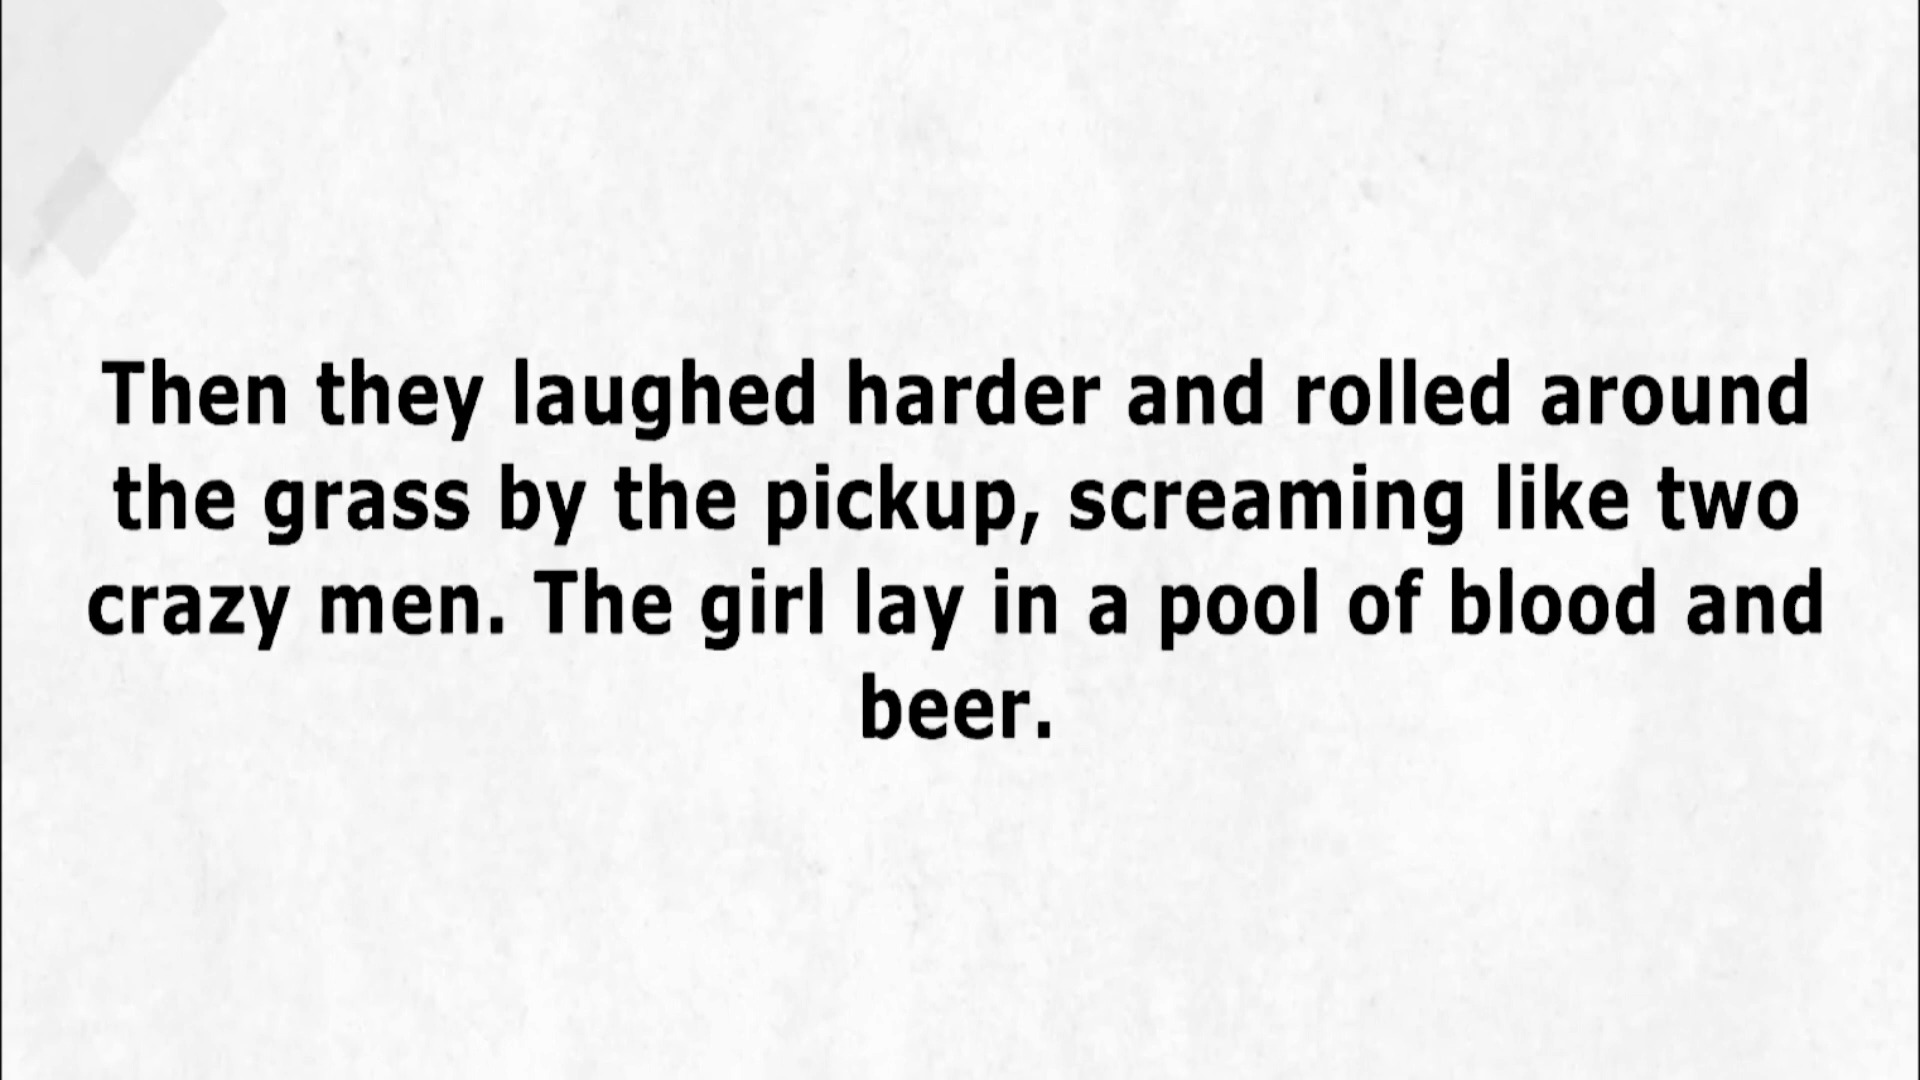 Then they laughed harder and rolled around
the grass by the pickup, screaming like two
crazy men. The girl lay in a pool of blood and
beer.